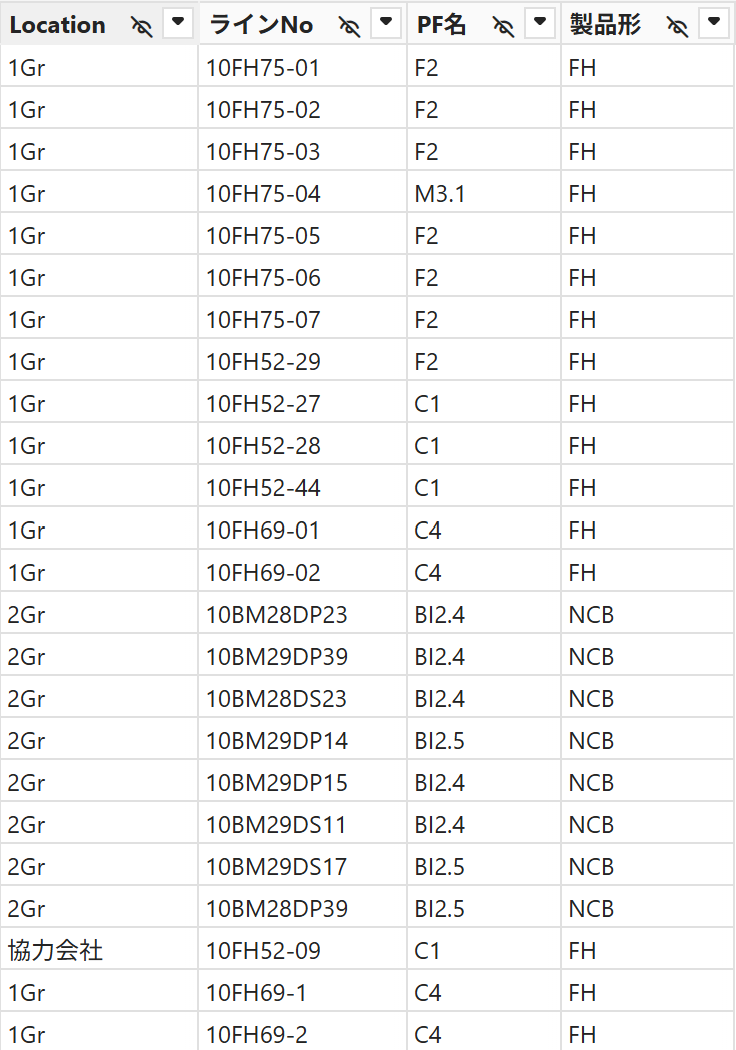 Location ラインNo PF名 製品形
1Gr 10FH75-01 F2 FH
1Gr 10FH75-02 F2 FH
1Gr 10FH75-03 F2 FH
1Gr 10FH75-04 M3.1 FH
1Gr 10FH75-05 F2 FH
1Gr 10FH75-06 F2 FH
1Gr 10FH75-07 F2 FH
1Gr 10FH52-29 F2 FH
1Gr 10FH52-27 C1 FH
1Gr 10FH52-28 C1 FH
1Gr 10FH52-44 C1 FH
1Gr 10FH69-01 C4 FH
1Gr 10FH69-02 C4 FH
2Gr 10BM28DP23 BI2.4 NCB
2Gr 10BM29DP39 BI2.4 NCB
2Gr 10BM28DS23 BI2.4 NCB
2Gr 10BM29DP14 BI2.5 NCB
2Gr 10BM29DP15 BI2.4 NCB
2Gr 10BM29DS11 BI2.4 NCB
2Gr 10BM29DS17 BI2.5 NCB
2Gr 10BM28DP39 BI2.5 NCB
協力会社 10FH52-09 C1 FH
1Gr 10FH69-1 C4 FH
1Gr 10FH69-2 C4 FH